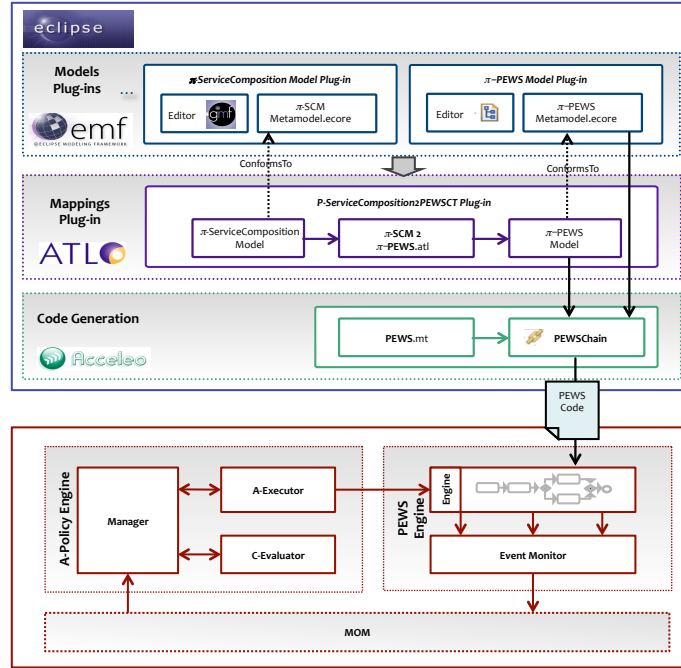 eclipse
Models
Plug-ins ...
emf
ECLIPSE MODELING FRAMEWORK
π-ServiceComposition Model Plug-in
Editor
gmf
π-SCM
Metamodel.ecore
π-PEWS Model Plug-in
Editor
π-PEWS
Metamodel.ecore
ConformsTo
ConformsTo
Mappings
Plug-in
ATL
P-ServiceComposition2PEWSCT Plug-in
π-ServiceComposition
Model
π-SCM 2
π-PEWS.atl
π-PEWS
Model
Code Generation
Acceleo
PEWS.mt
PEWSChain
PEWS
Code
A-Policy Engine
Manager
A-Executor
C-Evaluator
PEWS
Engine
Engine
Event Monitor
MOM